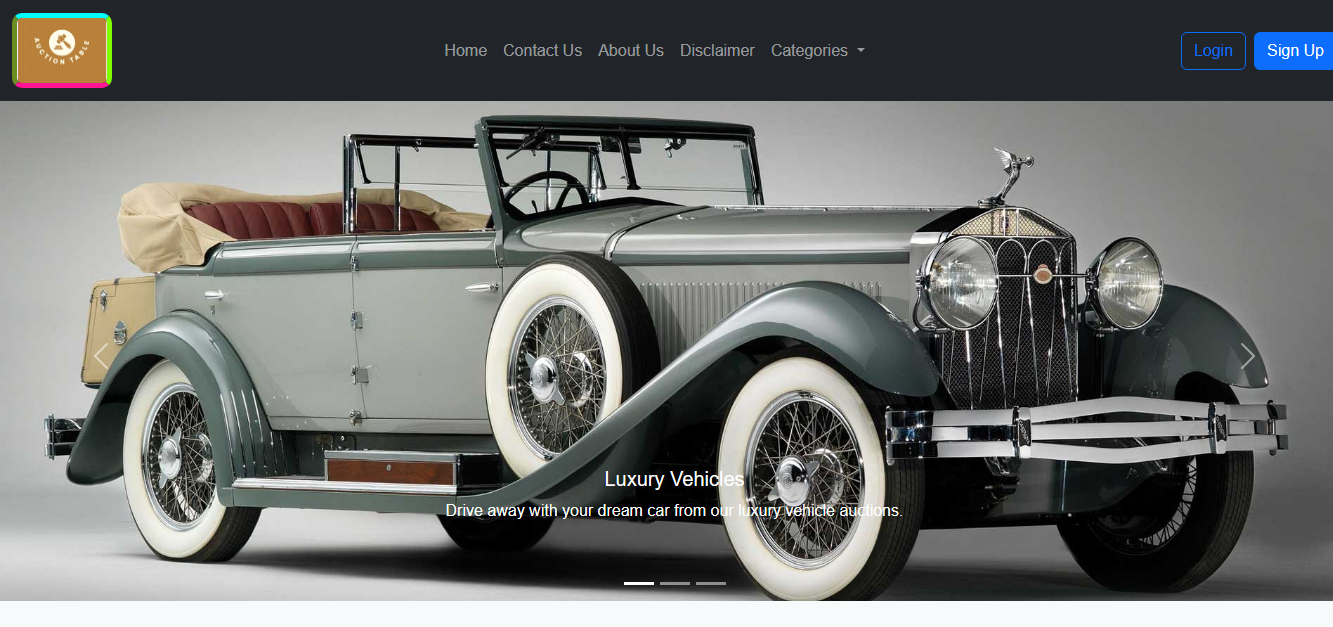 AUCTION TABLE
Home Contact Us About Us Disclaimer Categories
Login
Sign Up
Luxury Vehicles
Drive away with your dream car from our luxury vehicle auctions.